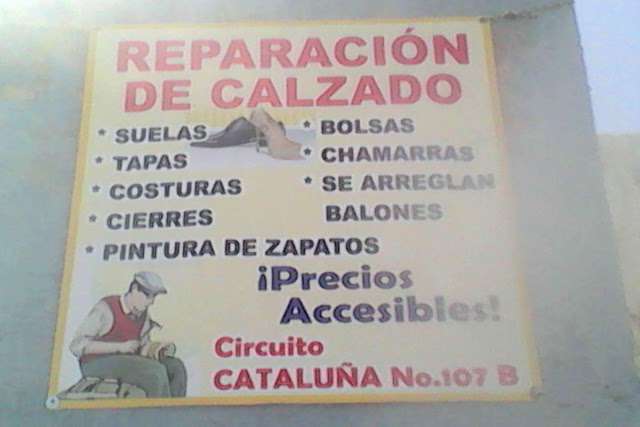 REPARACIÓN
DE CALZADO
* SUELAS
* TAPAS
* COSTURAS
* CIERRES
* PINTURA DE ZAPATOS
* BOLSAS
* CHAMARRAS
* SE ARREGLAN
BALONES
¡Precios
Accesibles!
Circuito
CATALUÑA No.107 B